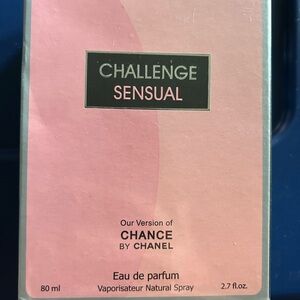 CHALLENGE
SENSUAL
Our Version of
CHANCE
BY CHANEL
Eau de parfum
80 ml Vaporisateur Natural Spray 2.7 fl.oz.